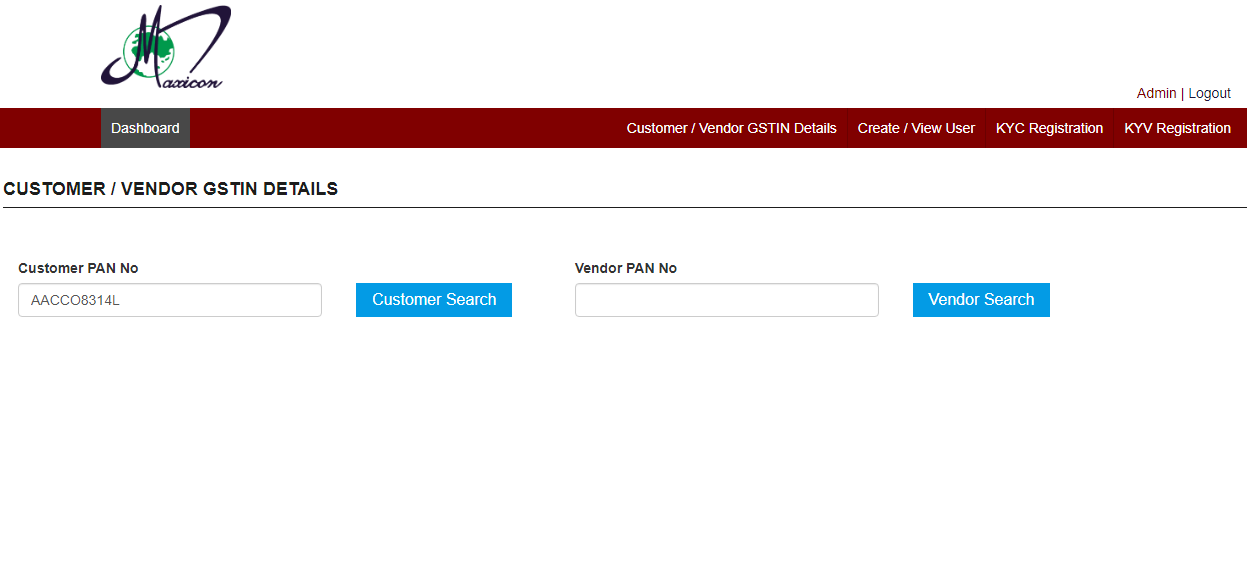 Maxicon
Admin | Logout
Dashboard Customer / Vendor GSTIN Details Create / View User KYC Registration KYV Registration
CUSTOMER / VENDOR GSTIN DETAILS
Customer PAN No Vendor PAN No
AACCO8314L Customer Search Vendor Search